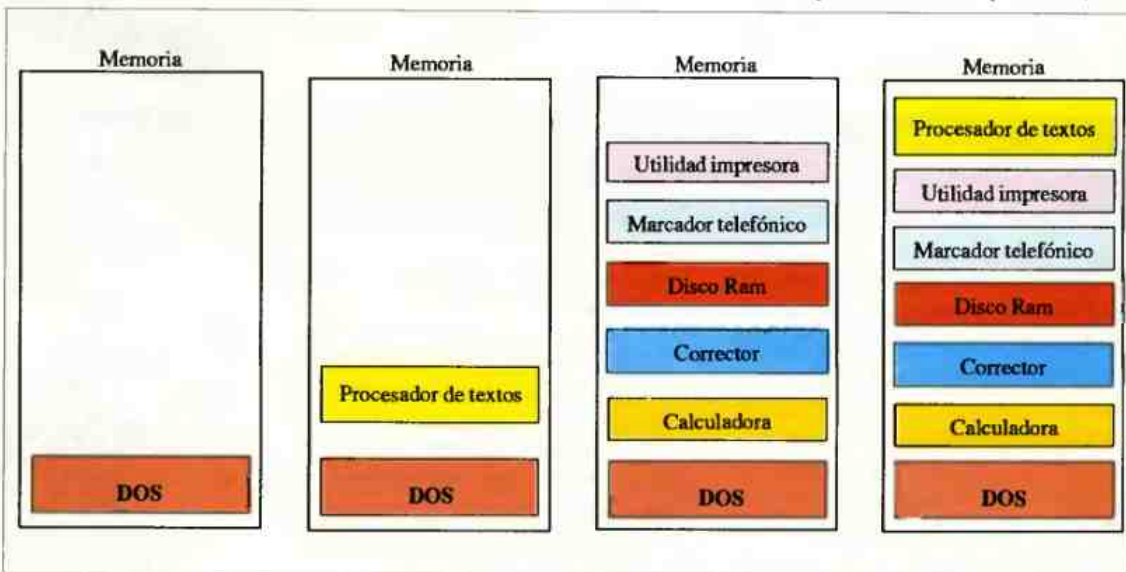 Memoria
DOS
Memoria
Procesador de textos
DOS
Memoria
Utilidad impresora
Marcador telefónico
Disco Ram
Corrector
Calculadora
DOS
Memoria
Procesador de textos
Utilidad impresora
Marcador telefónico
Disco Ram
Corrector
Calculadora
DOS